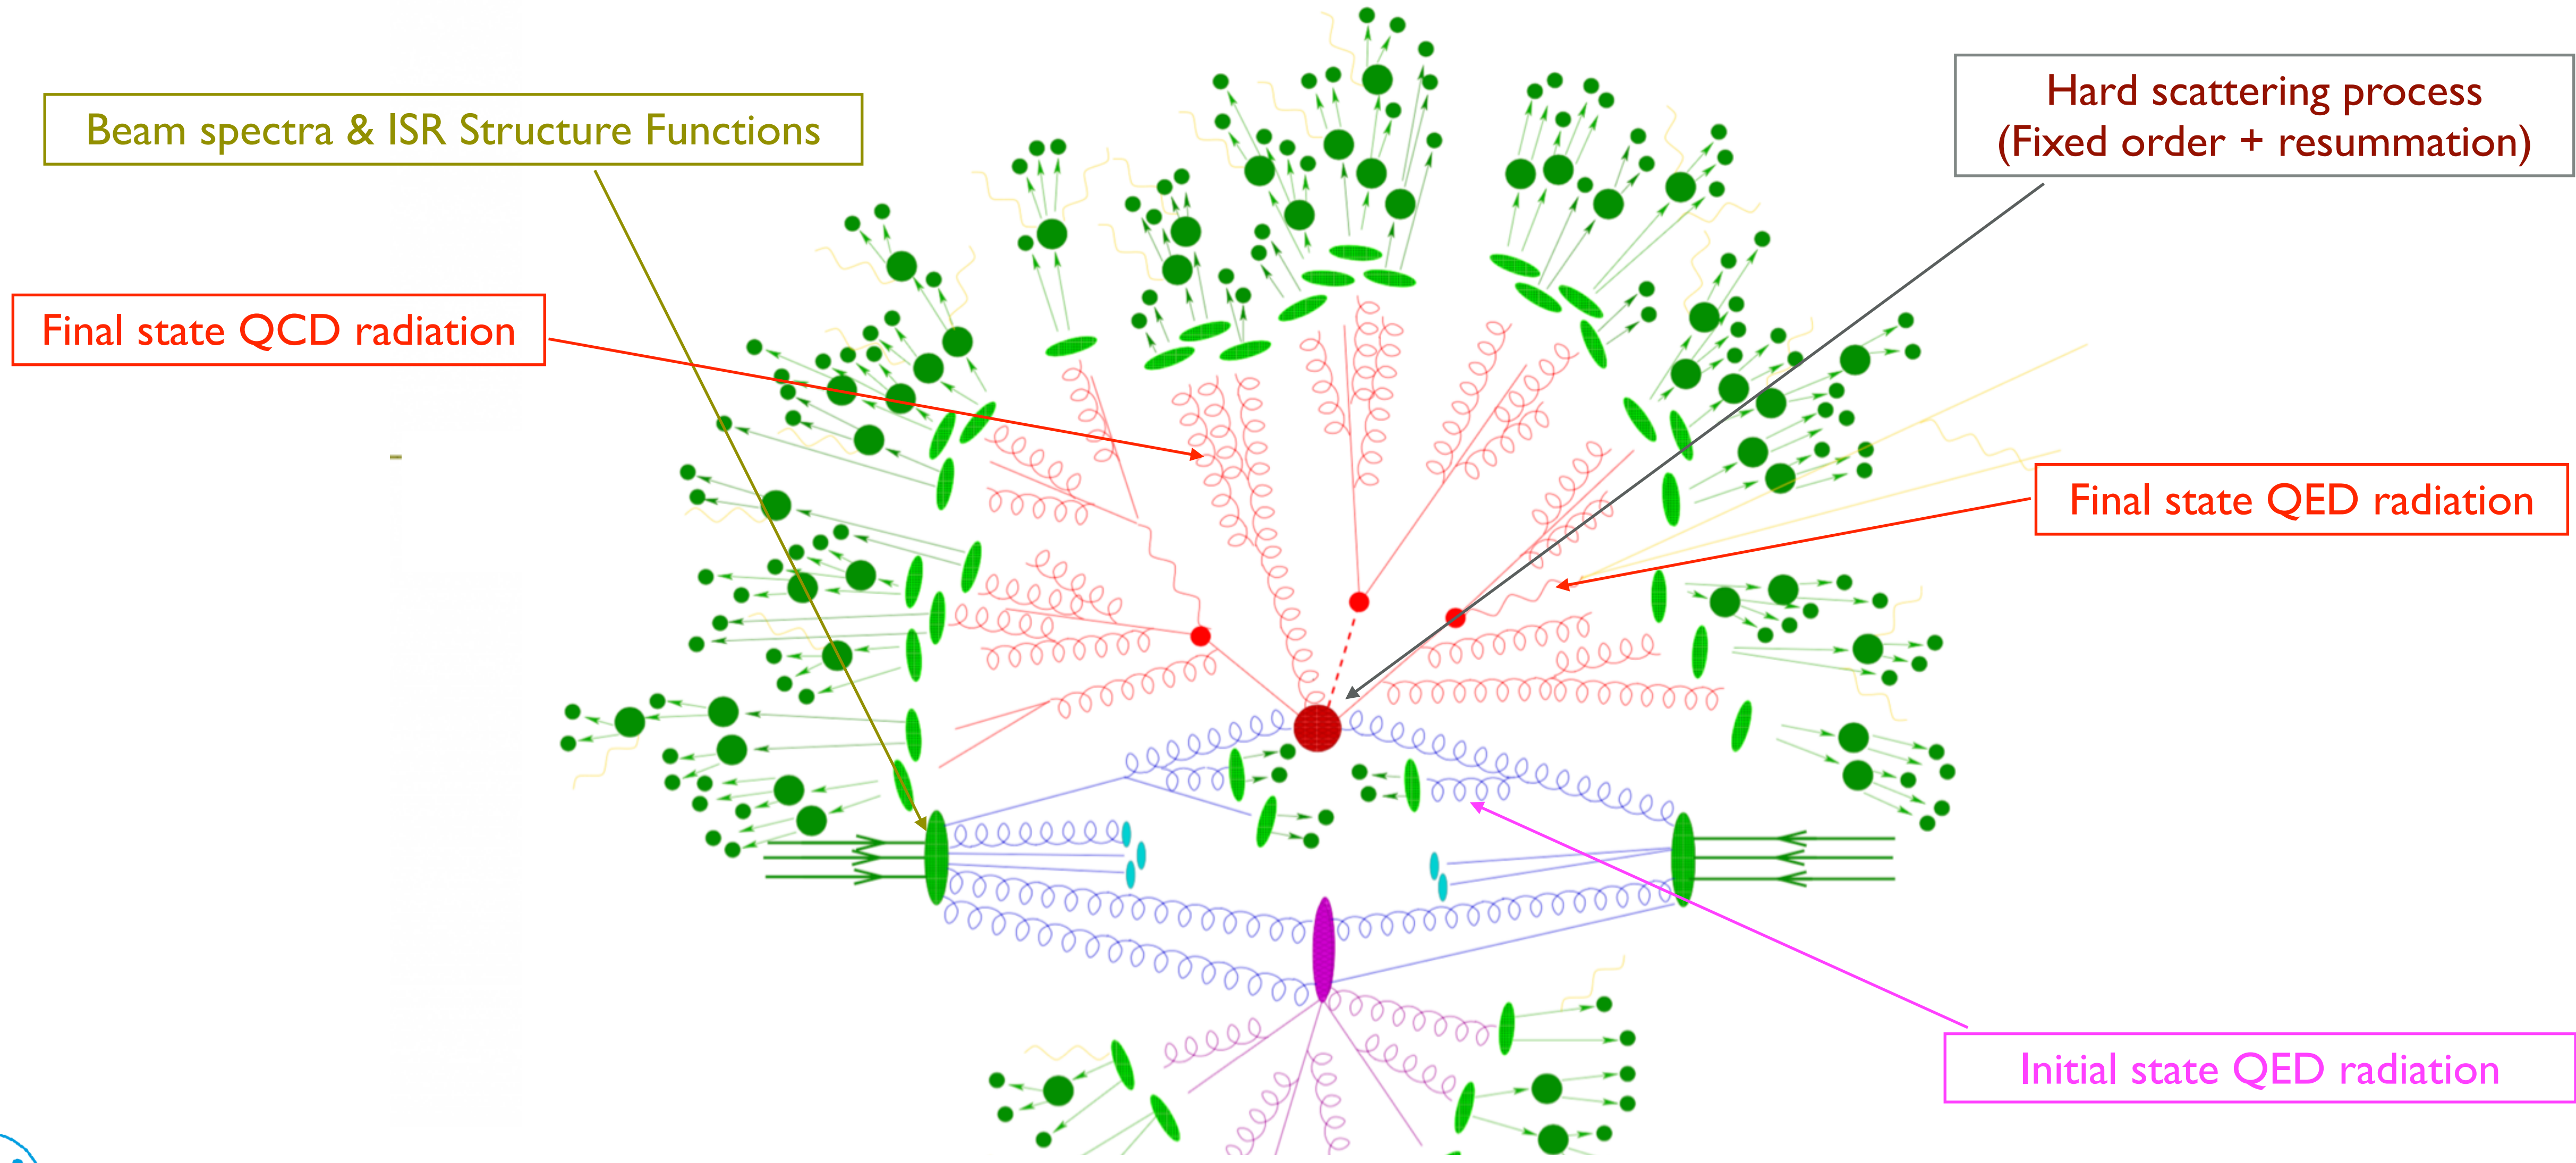 Beam spectra & ISR Structure Functions
Hard scattering process
(Fixed order + resummation)
Final state QCD radiation
Final state QED radiation
Initial state QED radiation